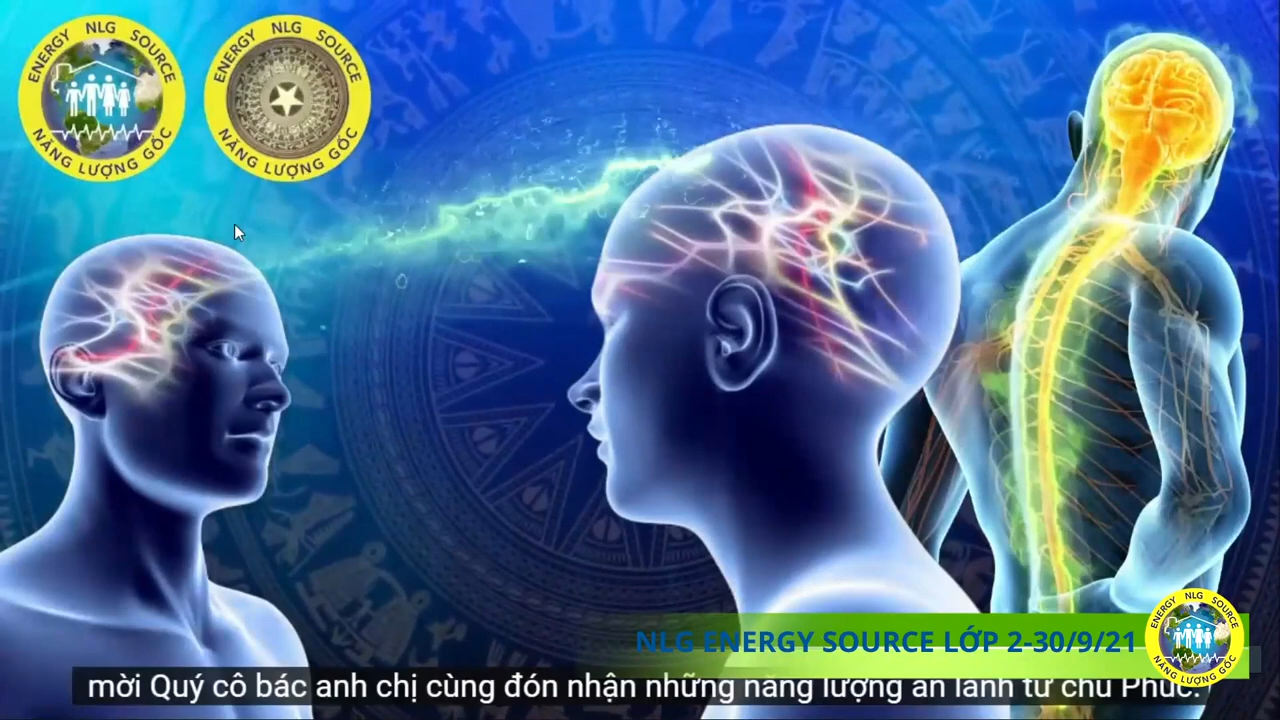 ENERGY NLG SOURCE
NĂNG LƯỢNG GỐC
ENERGY NLG SOURCE
NĂNG LƯỢNG GỐC
NLG ENERGY SOURCE LỚP 2-30/9/21
ENERGY NLG SOURCE
NĂNG LƯỢNG GỐC
mời Quý cô bác anh chị cùng đón nhận những năng lượng an lành từ chú Phúc.